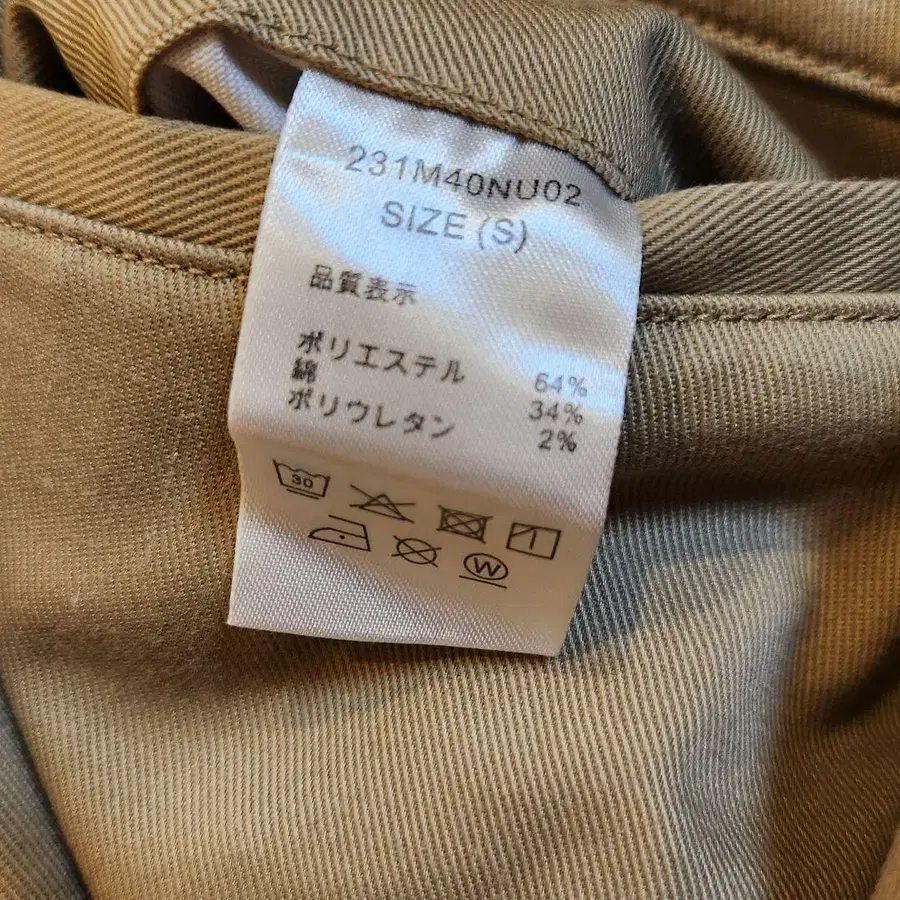 231M40NU02
SIZE (S)
品質表示
ポリエステル 64%
綿 34%
ポリウレタン 2%
30
W